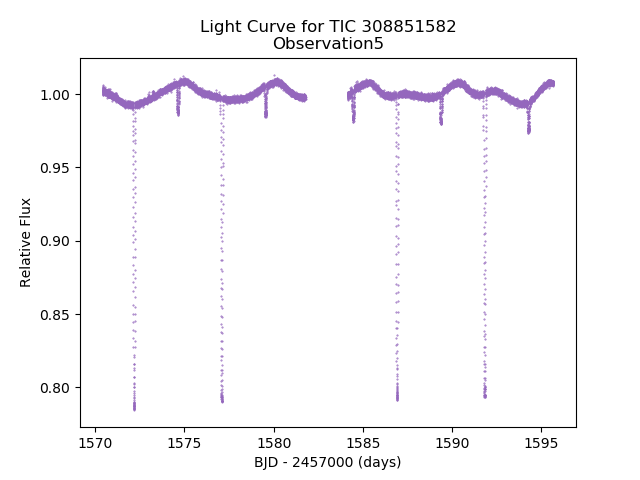 Light Curve for TIC 308851582
Observation5
Relative Flux
1.00
0.95
0.90
0.85
0.80
1570
1575
1580
1585
1590
1595
BJD - 2457000 (days)